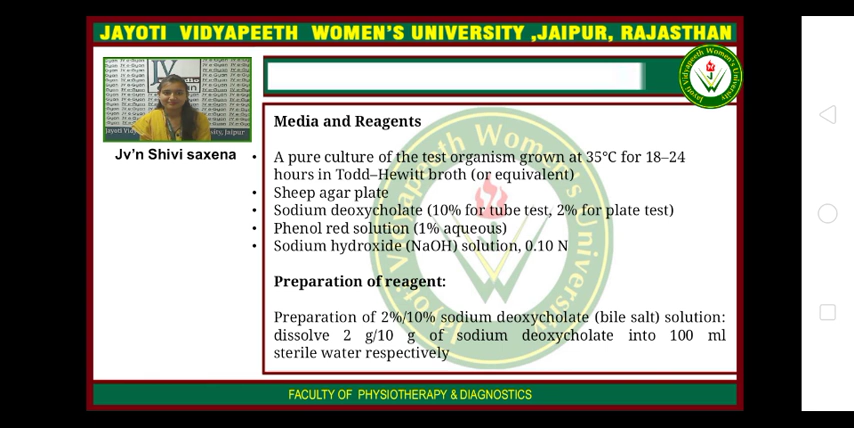 JAYOTI VIDYAPEETH WOMEN'S UNIVERSITY ,JAIPUR, RAJASTHAN
Jv'n Shivi saxena
Media and Reagents
• A pure culture of the test organism grown at 35°C for 18–24
hours in Todd–Hewitt broth (or equivalent)
• Sheep agar plate
• Sodium deoxycholate (10% for tube test, 2% for plate test)
• Phenol red solution (1% aqueous)
• Sodium hydroxide (NaOH) solution, 0.10 N
Preparation of reagent:
Preparation of 2%/10% sodium deoxycholate (bile salt) solution:
dissolve 2 g/10 g of sodium deoxycholate into 100 ml
sterile water respectively
Jayoti Vidyapeeth Women's University
FACULTY OF PHYSIOTHERAPY & DIAGNOSTICS